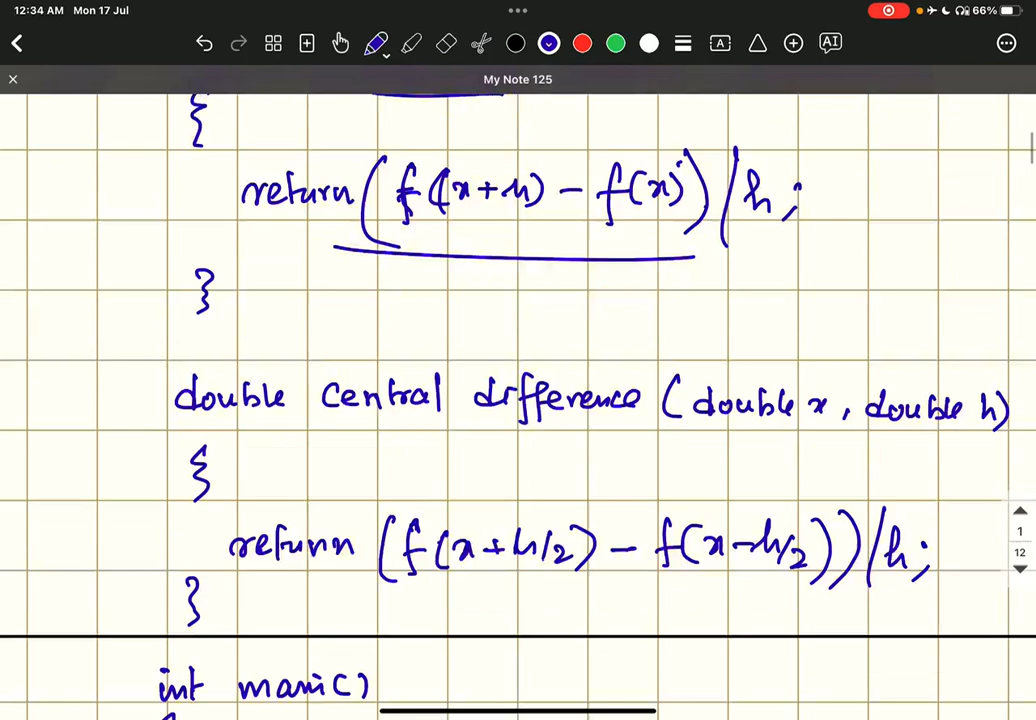 12:34 AM Mon 17 Jul
66%
A
AI
My Note 125
{
return (f((x+h) - f(x))/h;
}
double central difference (double x, double h)
{
return (f(x+h/2) - f(x-h/2))/h;
}
1
12
int main()
{